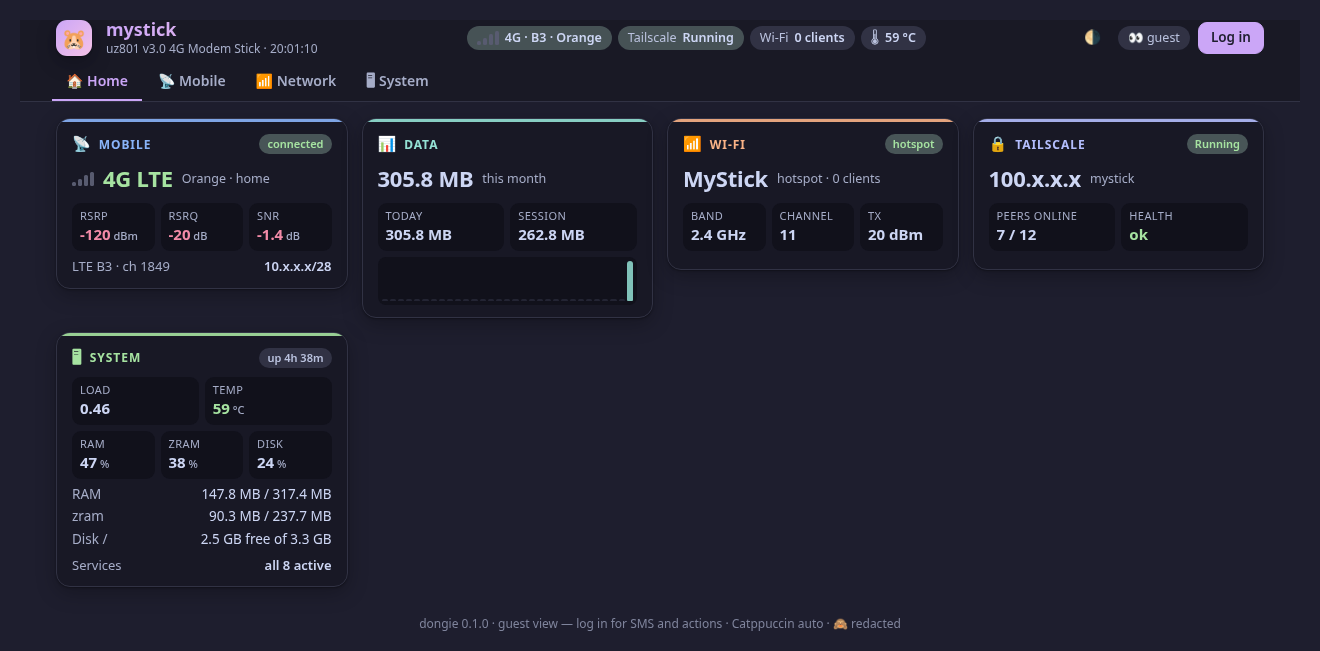 mystick
uz801 v3.0 4G Modem Stick · 20:01:10
4G · B3 · Orange
Tailscale Running
Wi-Fi 0 clients
🌡 59 °C
🌗
👀 guest
Log in
🏠 Home
📡 Mobile
📶 Network
🖥 System
📡 MOBILE
connected
4G LTE Orange · home
RSRP RSRQ SNR
-120 dBm -20 dB -1.4 dB
LTE B3 · ch 1849 10.x.x.x/28
📊 DATA
305.8 MB this month
TODAY SESSION
305.8 MB 262.8 MB
📶 WI-FI
hotspot
MyStick hotspot · 0 clients
BAND CHANNEL TX
2.4 GHz 11 20 dBm
🔒 TAILSCALE
Running
100.x.x.x mystick
PEERS ONLINE HEALTH
7 / 12 ok
🖥 SYSTEM
up 4h 38m
LOAD TEMP
0.46 59 °C
RAM ZRAM DISK
47 % 38 % 24 %
RAM 147.8 MB / 317.4 MB
zram 90.3 MB / 237.7 MB
Disk / 2.5 GB free of 3.3 GB
Services all 8 active
dongie 0.1.0 · guest view — log in for SMS and actions · Catppuccin auto · 🙈 redacted